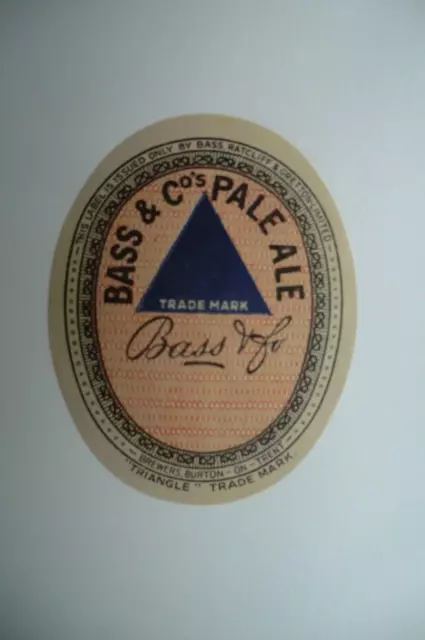 THIS LABEL IS ISSUED ONLY BY BASS, RATCLIFF & GRETTON LIMITED
BASS & CO'S PALE ALE
TRADE MARK
Bass & Co
BREWERS, BURTON-ON-TRENT
"TRIANGLE" TRADE MARK.